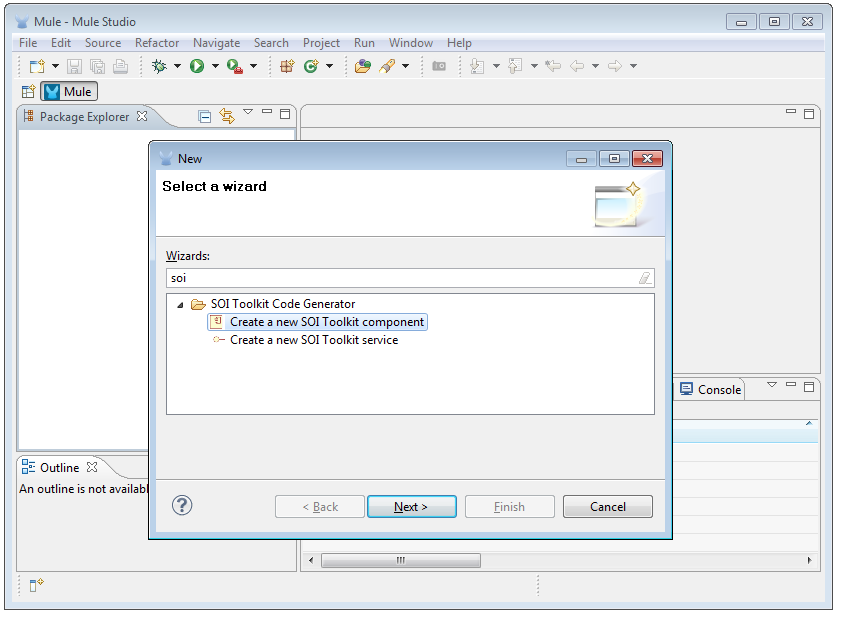 Mule - Mule Studio
File Edit Source Refactor Navigate Search Project Run Window Help
Mule
Package Explorer
New
Select a wizard
Wizards:
soi
SOI Toolkit Code Generator
Create a new SOI Toolkit component
Create a new SOI Toolkit service
Console
Outline
An outline is not availabl
? < Back Next > Finish Cancel